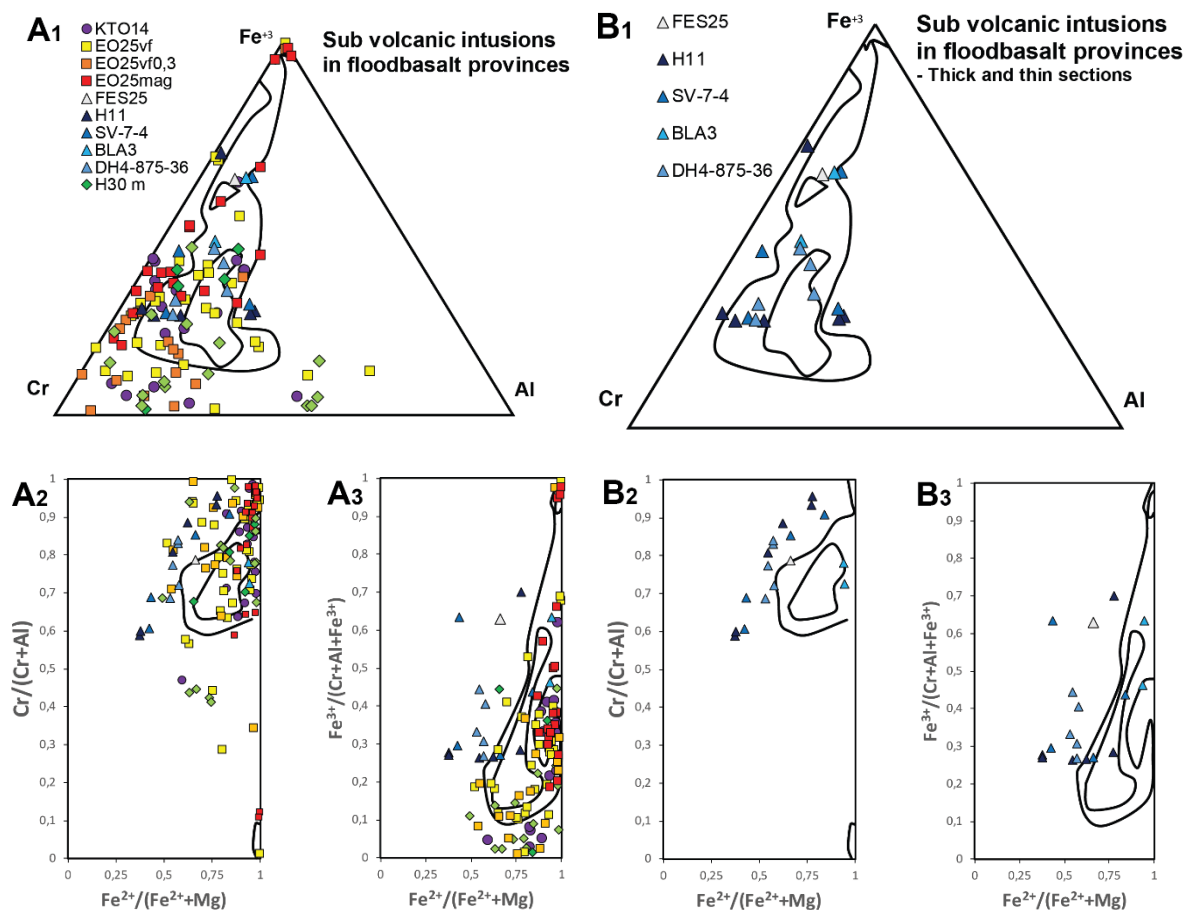 A1
KTO14
EO25vf
EO25vf0,3
EO25mag
FES25
H11
SV-7-4
BLA3
DH4-875-36
H30 m
Fe+3
Sub volcanic intusions
in floodbasalt provinces
Cr
Al
B1
FES25
H11
SV-7-4
BLA3
DH4-875-36
Fe+3
Sub volcanic intusions
in floodbasalt provinces
- Thick and thin sections
Cr
Al
A2
1
0,9
0,8
0,7
0,6
0,5
0,4
0,3
0,2
0,1
0
Cr/(Cr+Al)
0 0,25 0,5 0,75 1
Fe2+/(Fe2++Mg)
A3
1
0,9
0,8
0,7
0,6
0,5
0,4
0,3
0,2
0,1
0
Fe3+/(Cr+Al+Fe3+)
0 0,25 0,5 0,75 1
Fe2+/(Fe2++Mg)
B2
1
0,9
0,8
0,7
0,6
0,5
0,4
0,3
0,2
0,1
0
Cr/(Cr+Al)
0 0,25 0,5 0,75 1
Fe2+/(Fe2++Mg)
B3
1
0,9
0,8
0,7
0,6
0,5
0,4
0,3
0,2
0,1
0
Fe3+/(Cr+Al+Fe3+)
0 0,25 0,5 0,75 1
Fe2+/(Fe2++Mg)